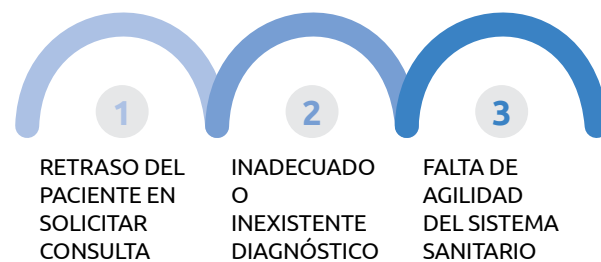 1
RETRASO DEL
PACIENTE EN
SOLICITAR
CONSULTA
2
INADECUADO
O
INEXISTENTE
DIAGNÓSTICO
3
FALTA DE
AGILIDAD
DEL SISTEMA
SANITARIO